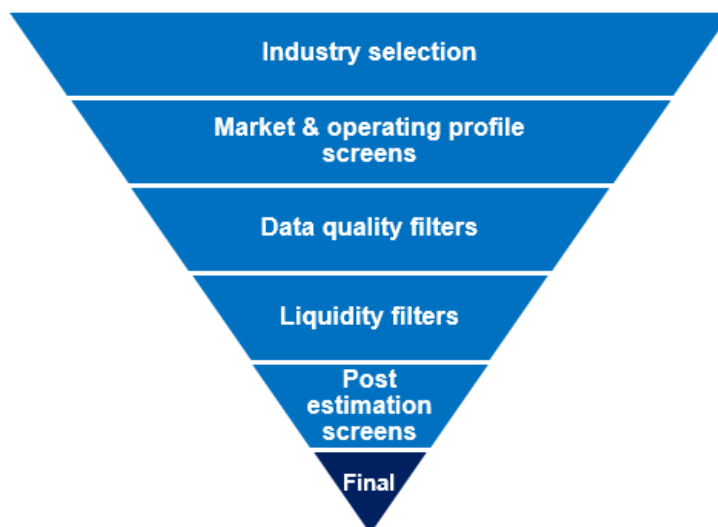 Industry selection
Market & operating profile
screens
Data quality filters
Liquidity filters
Post
estimation
screens
Final